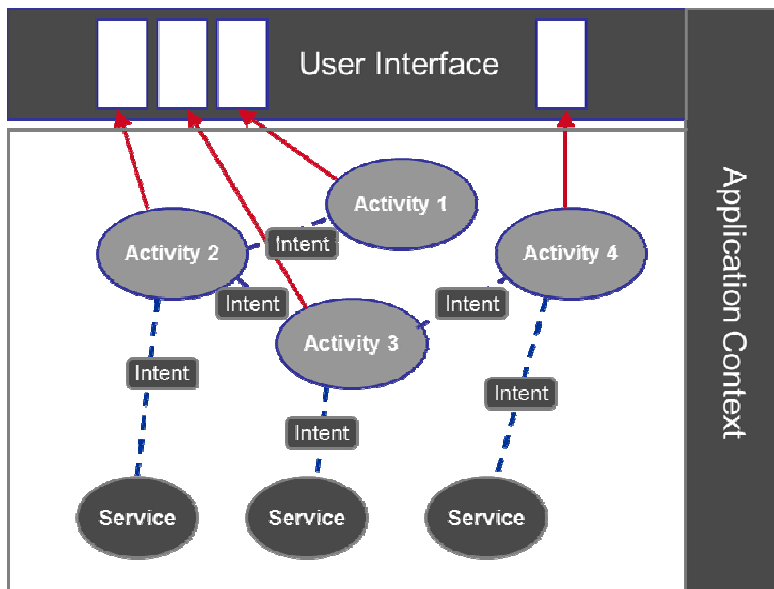 User Interface
Application Context
Activity 1
Intent
Activity 2
Activity 4
Intent
Intent
Activity 3
Intent
Intent
Intent
Service
Service
Service